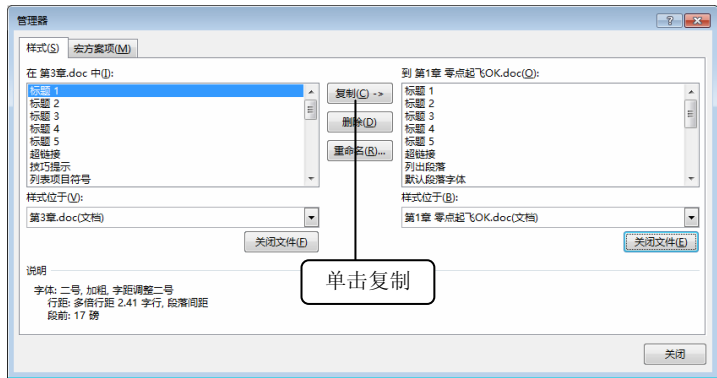 管理器
样式(S) 宏方案项(M)
在 第3章.doc 中(I):
标题 1
标题 2
标题 3
标题 4
标题 5
超链接
技巧提示
列表项目符号
复制(C) ->
删除(D)
重命名(R)...
到 第1章 零点起飞OK.doc(O):
标题 1
标题 2
标题 3
标题 4
标题 5
超链接
列出段落
默认段落字体
样式位于(V):
第3章.doc(文档)
关闭文件(F)
样式位于(B):
第1章 零点起飞OK.doc(文档)
关闭文件(E)
说明
字体: 二号, 加粗, 字距调整二号
行距: 多倍行距 2.41 字行, 段落间距
段前: 17 磅
单击复制
关闭